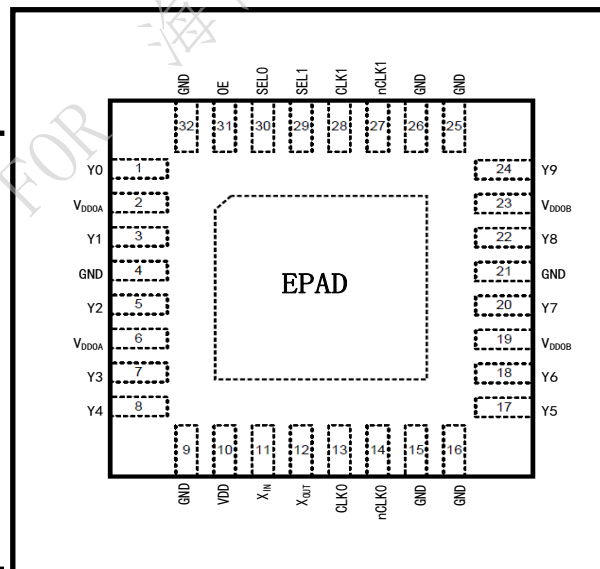 FOR 海
GND OE SEL0 SEL1 CLK1 nCLK1 GND GND
32 31 30 29 28 27 26 25
Y0 1 24 Y9
VDDOA 2 23 VDDOB
Y1 3 22 Y8
GND 4 21 GND
EPAD
Y2 5 20 Y7
VDDOA 6 19 VDDOB
Y3 7 18 Y6
Y4 8 17 Y5
9 10 11 12 13 14 15 16
GND VDD XIN XOUT CLK0 nCLK0 GND GND